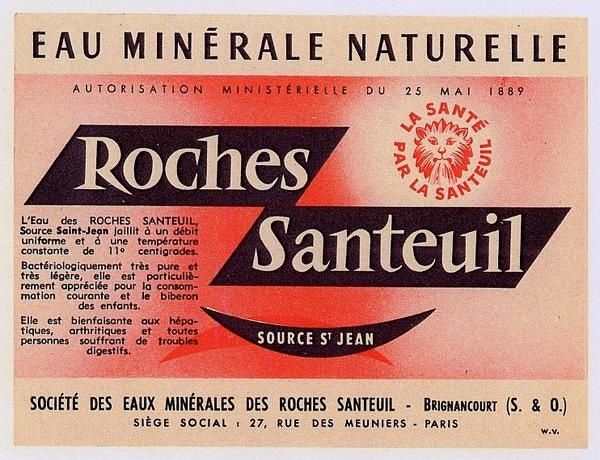 EAU MINÉRALE NATURELLE
AUTORISATION MINISTÉRIELLE DU 25 MAI 1889
LA SANTÉ
PAR LA SANTEUIL
Roches
Santeuil
L'Eau des ROCHES SANTEUIL,
Source Saint-Jean jaillit à un débit
uniforme et à une température
constante de 11° centigrades.
Bactériologiquement très pure et
très légère, elle est particuliè-
rement appréciée pour la consom-
mation courante et le biberon
des enfants.
Elle est bienfaisante aux hépa-
tiques, arthritiques et toutes
personnes souffrant de troubles
digestifs.
SOURCE ST JEAN
SOCIÉTÉ DES EAUX MINÉRALES DES ROCHES SANTEUIL - BRIGNANCOURT (S. & O.)
SIÈGE SOCIAL : 27, RUE DES MEUNIERS - PARIS
W.V.